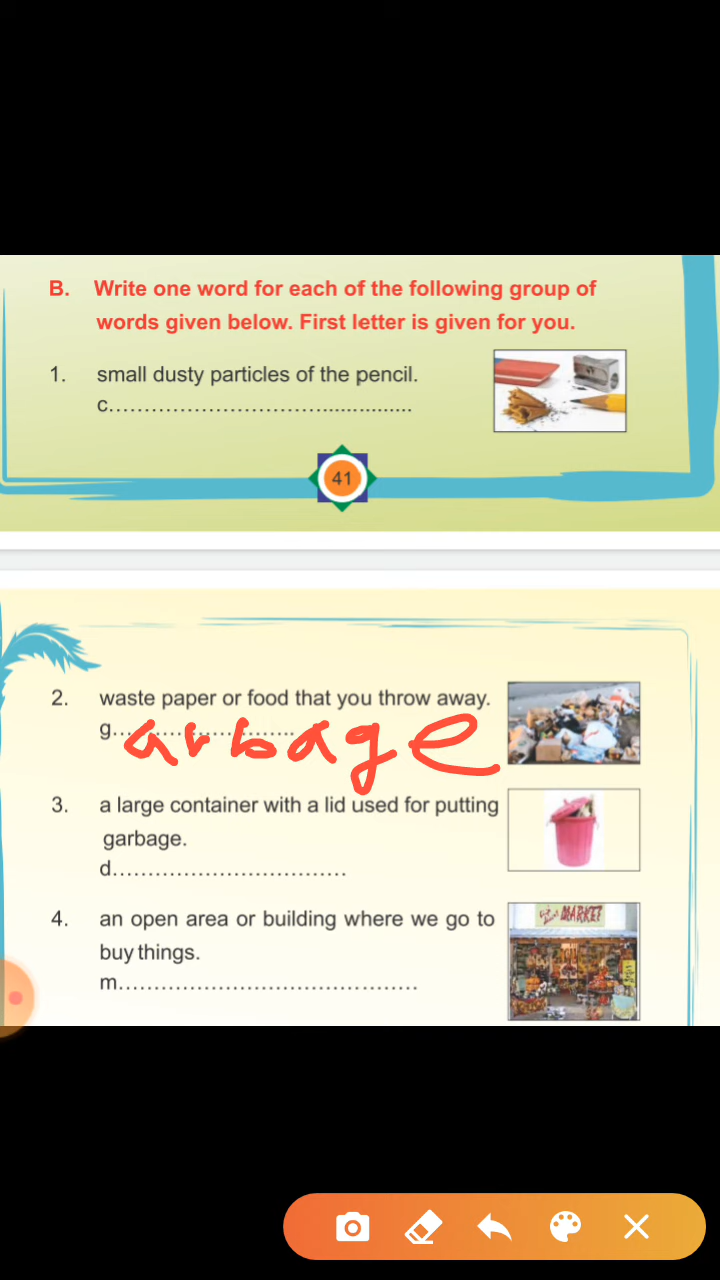 B. Write one word for each of the following group of
words given below. First letter is given for you.
1. small dusty particles of the pencil.
c.............................................
41
2. waste paper or food that you throw away.
g..........................
arbage
3. a large container with a lid used for putting
garbage.
d.................................
MARKET
4. an open area or building where we go to
buy things.
m..........................................